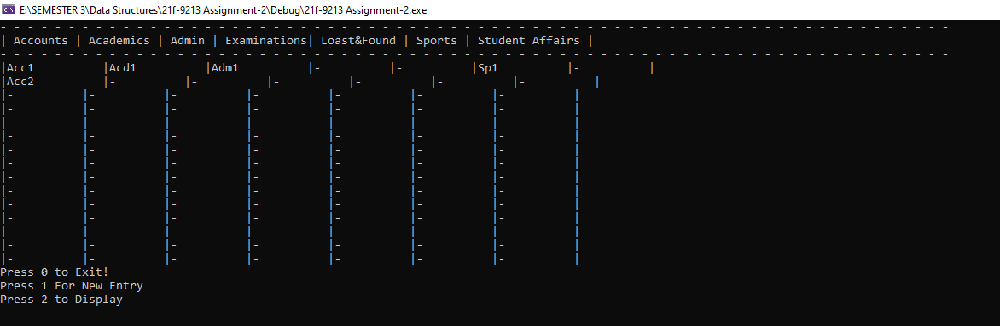 E:\SEMESTER 3\Data Structures\21f-9213 Assignment-2\Debug\21f-9213 Assignment-2.exe
- - - - - - - - - - - - - - - - - - - - - - - - - - - - - - - - - - - - - - - - - - - - - - - - - - - - - - - - - - - - - - - - - - - - - -
| Accounts | Academics | Admin | Examinations| Loast&Found | Sports | Student Affairs |
- - - - - - - - - - - - - - - - - - - - - - - - - - - - - - - - - - - - - - - - - - - - - - - - - - - - - - - - - - - - - - - - - - - - - -
|Acc1          |Acd1          |Adm1          |-           |-          |Sp1          |-          |
|Acc2          |-          |-          |-          |-          |-          |-          |
|-          |-          |-          |-          |-          |-          |-          |
|-          |-          |-          |-          |-          |-          |-          |
|-          |-          |-          |-          |-          |-          |-          |
|-          |-          |-          |-          |-          |-          |-          |
|-          |-          |-          |-          |-          |-          |-          |
|-          |-          |-          |-          |-          |-          |-          |
|-          |-          |-          |-          |-          |-          |-          |
|-          |-          |-          |-          |-          |-          |-          |
|-          |-          |-          |-          |-          |-          |-          |
|-          |-          |-          |-          |-          |-          |-          |
|-          |-          |-          |-          |-          |-          |-          |
|-          |-          |-          |-          |-          |-          |-          |
|-          |-          |-          |-          |-          |-          |-          |
Press 0 to Exit!
Press 1 For New Entry
Press 2 to Display